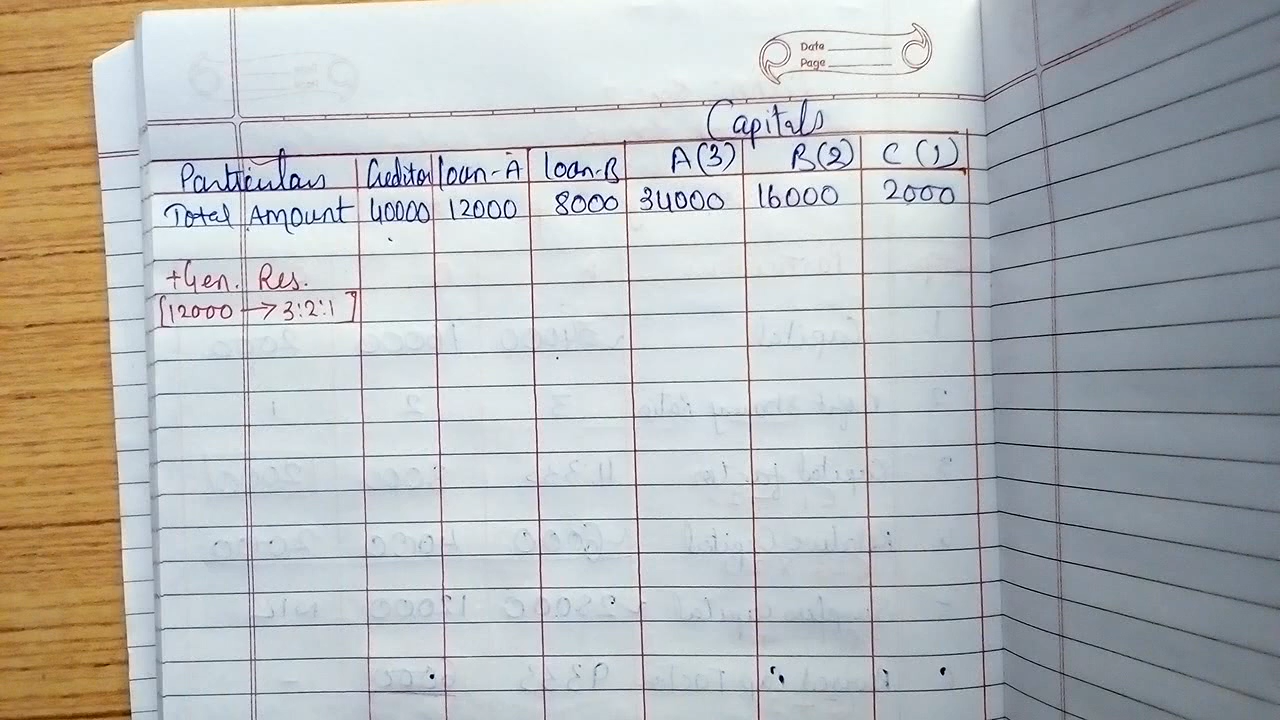 Date
Page
Capitals
Particulars Creditor loan-A loan-B A (3) B (2) C (1)
Total Amount 40000 12000 8000 34000 16000 2000
+Gen. Res.
[12000 → 3:2:1]